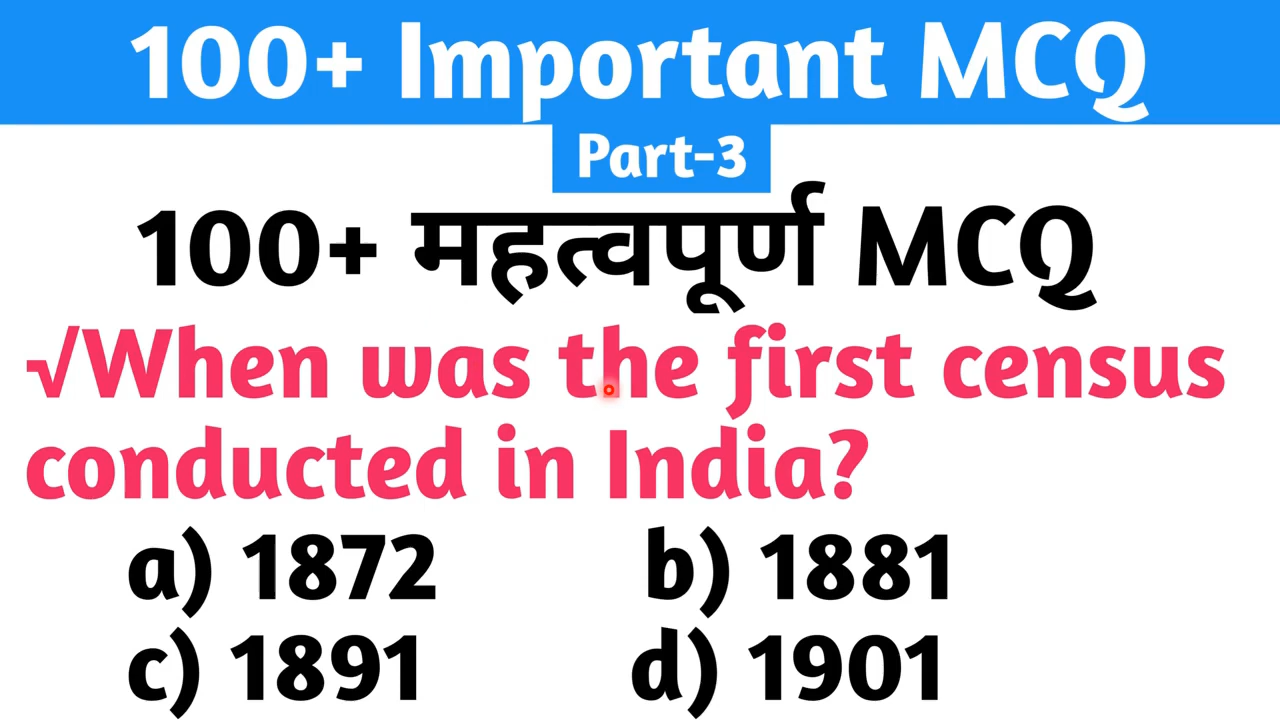 100+ Important MCQ
Part-3
100+ महत्वपूर्ण MCQ
√When was the first census
conducted in India?
a) 1872 b) 1881
c) 1891 d) 1901